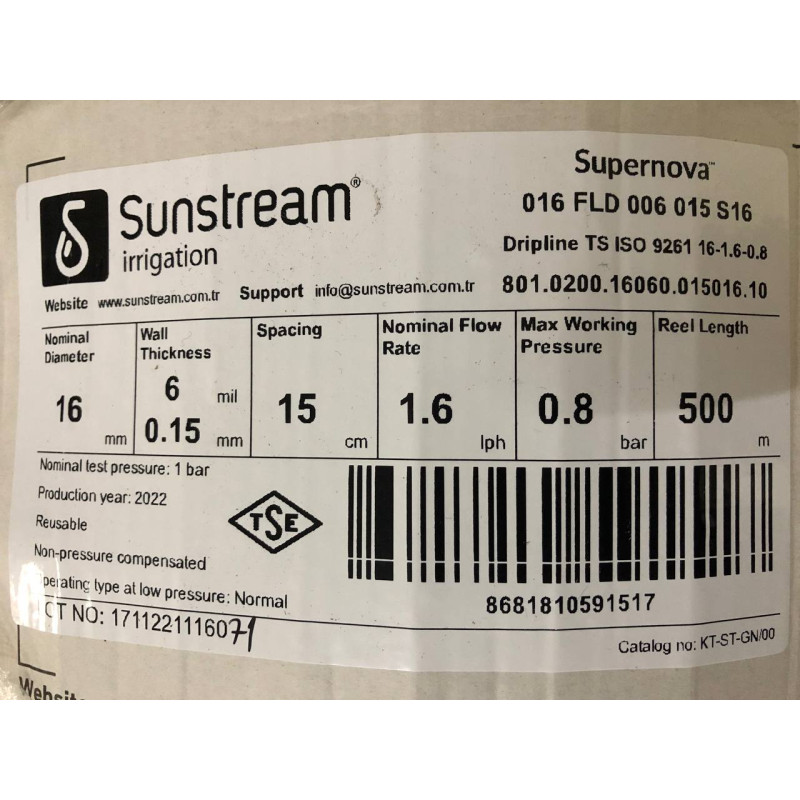 Sunstream®
irrigation
Website www.sunstream.com.tr Support info@sunstream.com.tr
Supernova™
016 FLD 006 015 S16
Dripline TS ISO 9261 16-1.6-0.8
801.0200.16060.015016.10
Nominal
Diameter
16
mm
Wall
Thickness
6 mil
0.15 mm
Spacing
15
cm
Nominal Flow
Rate
1.6
lph
Max Working
Pressure
0.8
bar
Reel Length
500
m
Nominal test pressure: 1 bar
Production year: 2022
Reusable
Non-pressure compensated
perating type at low pressure: Normal
CT NO: 1711221116071
TSE
8681810591517
Catalog no: KT-ST-GN/00
Website